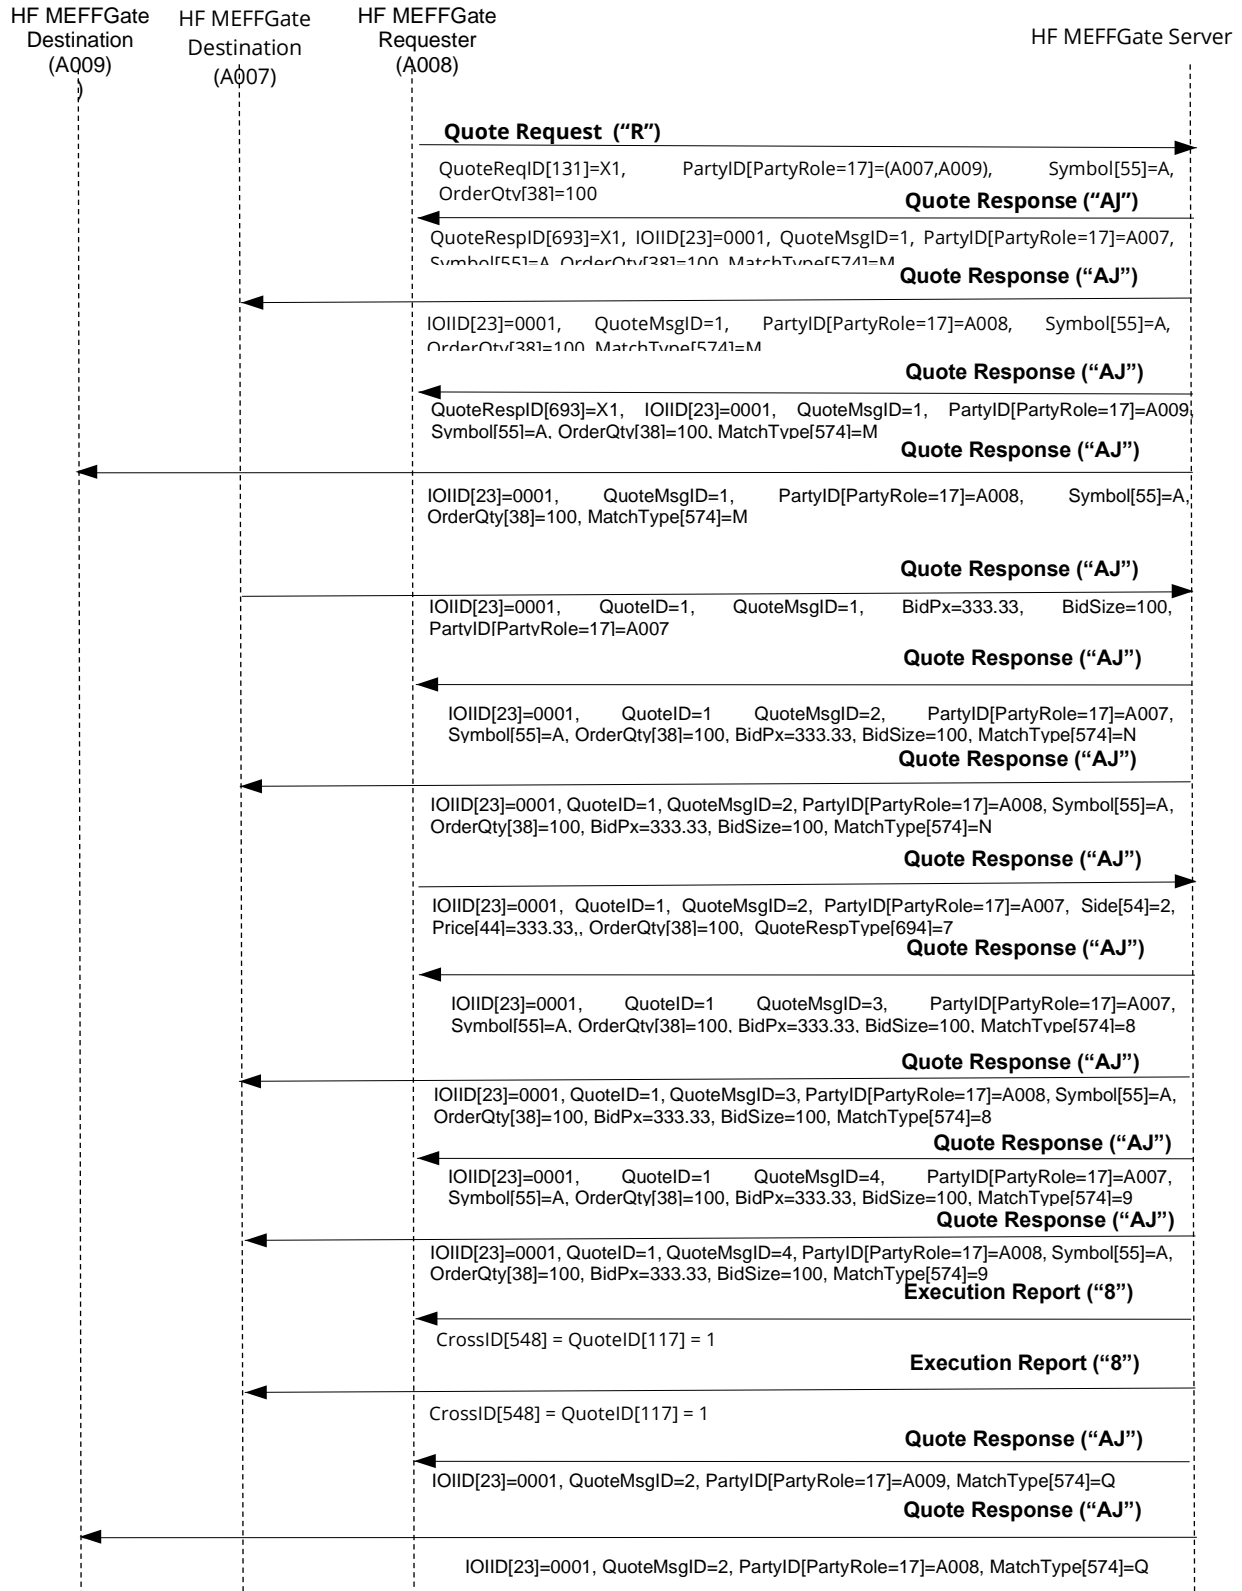 HF MEFFGate
Destination
(A009)
)
HF MEFFGate
Destination
(A007)
HF MEFFGate
Requester
(A008)
HF MEFFGate Server
Quote Request (“R”)
QuoteReqID[131]=X1, PartyID[PartyRole=17]=(A007,A009), Symbol[55]=A,
OrderQty[38]=100
Quote Response (“AJ”)
QuoteRespID[693]=X1, IOIID[23]=0001, QuoteMsgID=1, PartyID[PartyRole=17]=A007,
Symbol[55]=A, OrderQty[38]=100, MatchType[574]=M
Quote Response (“AJ”)
IOIID[23]=0001, QuoteMsgID=1, PartyID[PartyRole=17]=A008, Symbol[55]=A,
OrderQty[38]=100, MatchType[574]=M
Quote Response (“AJ”)
QuoteRespID[693]=X1, IOIID[23]=0001, QuoteMsgID=1, PartyID[PartyRole=17]=A009,
Symbol[55]=A, OrderQty[38]=100, MatchType[574]=M
Quote Response (“AJ”)
IOIID[23]=0001, QuoteMsgID=1, PartyID[PartyRole=17]=A008, Symbol[55]=A,
OrderQty[38]=100, MatchType[574]=M
Quote Response (“AJ”)
IOIID[23]=0001, QuoteID=1, QuoteMsgID=1, BidPx=333.33, BidSize=100,
PartyID[PartyRole=17]=A007
Quote Response (“AJ”)
IOIID[23]=0001, QuoteID=1 QuoteMsgID=2, PartyID[PartyRole=17]=A007,
Symbol[55]=A, OrderQty[38]=100, BidPx=333.33, BidSize=100, MatchType[574]=N
Quote Response (“AJ”)
IOIID[23]=0001, QuoteID=1, QuoteMsgID=2, PartyID[PartyRole=17]=A008, Symbol[55]=A,
OrderQty[38]=100, BidPx=333.33, BidSize=100, MatchType[574]=N
Quote Response (“AJ”)
IOIID[23]=0001, QuoteID=1, QuoteMsgID=2, PartyID[PartyRole=17]=A007, Side[54]=2,
Price[44]=333.33,, OrderQty[38]=100, QuoteRespType[694]=7
Quote Response (“AJ”)
IOIID[23]=0001, QuoteID=1 QuoteMsgID=3, PartyID[PartyRole=17]=A007,
Symbol[55]=A, OrderQty[38]=100, BidPx=333.33, BidSize=100, MatchType[574]=8
Quote Response (“AJ”)
IOIID[23]=0001, QuoteID=1, QuoteMsgID=3, PartyID[PartyRole=17]=A008, Symbol[55]=A,
OrderQty[38]=100, BidPx=333.33, BidSize=100, MatchType[574]=8
Quote Response (“AJ”)
IOIID[23]=0001, QuoteID=1 QuoteMsgID=4, PartyID[PartyRole=17]=A007,
Symbol[55]=A, OrderQty[38]=100, BidPx=333.33, BidSize=100, MatchType[574]=9
Quote Response (“AJ”)
IOIID[23]=0001, QuoteID=1, QuoteMsgID=4, PartyID[PartyRole=17]=A008, Symbol[55]=A,
OrderQty[38]=100, BidPx=333.33, BidSize=100, MatchType[574]=9
Execution Report (“8”)
CrossID[548] = QuoteID[117] = 1
Execution Report (“8”)
CrossID[548] = QuoteID[117] = 1
Quote Response (“AJ”)
IOIID[23]=0001, QuoteMsgID=2, PartyID[PartyRole=17]=A009, MatchType[574]=Q
Quote Response (“AJ”)
IOIID[23]=0001, QuoteMsgID=2, PartyID[PartyRole=17]=A008, MatchType[574]=Q